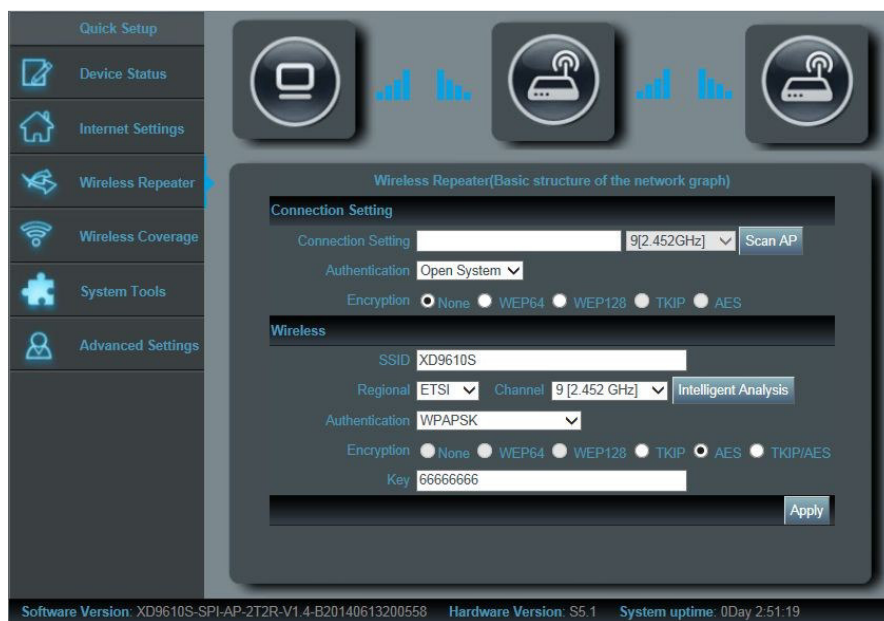 Quick Setup
Device Status
Internet Settings
Wireless Repeater
Wireless Coverage
System Tools
Advanced Settings
Wireless Repeater(Basic structure of the network graph)
Connection Setting
Connection Setting 9[2.452GHz] Scan AP
Authentication Open System
Encryption None WEP64 WEP128 TKIP AES
Wireless
SSID XD9610S
Regional ETSI Channel 9 [2.452 GHz] Intelligent Analysis
Authentication WPAPSK
Encryption None WEP64 WEP128 TKIP AES TKIP/AES
Key 66666666
Apply
Software Version: XD9610S-SPI-AP-2T2R-V1.4-B20140613200558 Hardware Version: S5.1 System uptime: 0Day 2:51:19